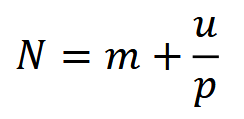 N = m + u/p